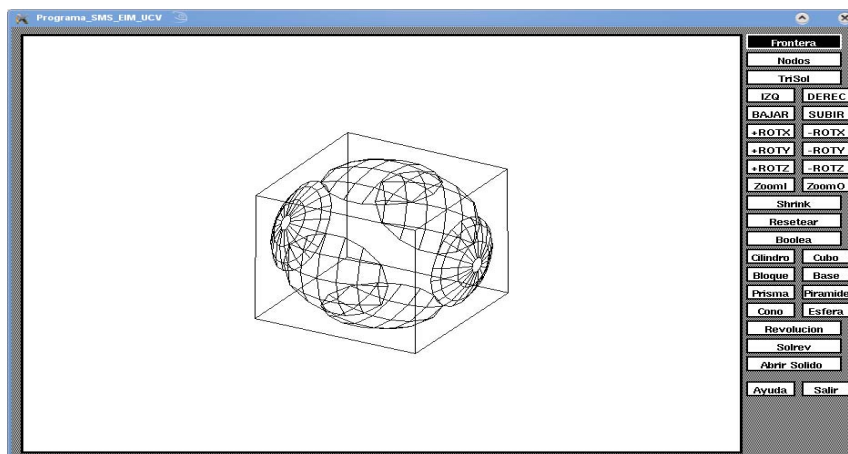 Programa_SMS_EIM_UCV
Frontera
Nodos
TriSol
IZQ DEREC
BAJAR SUBIR
+ROTX -ROTX
+ROTY -ROTY
+ROTZ -ROTZ
ZoomI ZoomO
Shrink
Resetear
Boolea
Cilindro Cubo
Bloque Base
Prisma Piramide
Cono Esfera
Revolucion
Solrev
Abrir Solido
Ayuda Salir